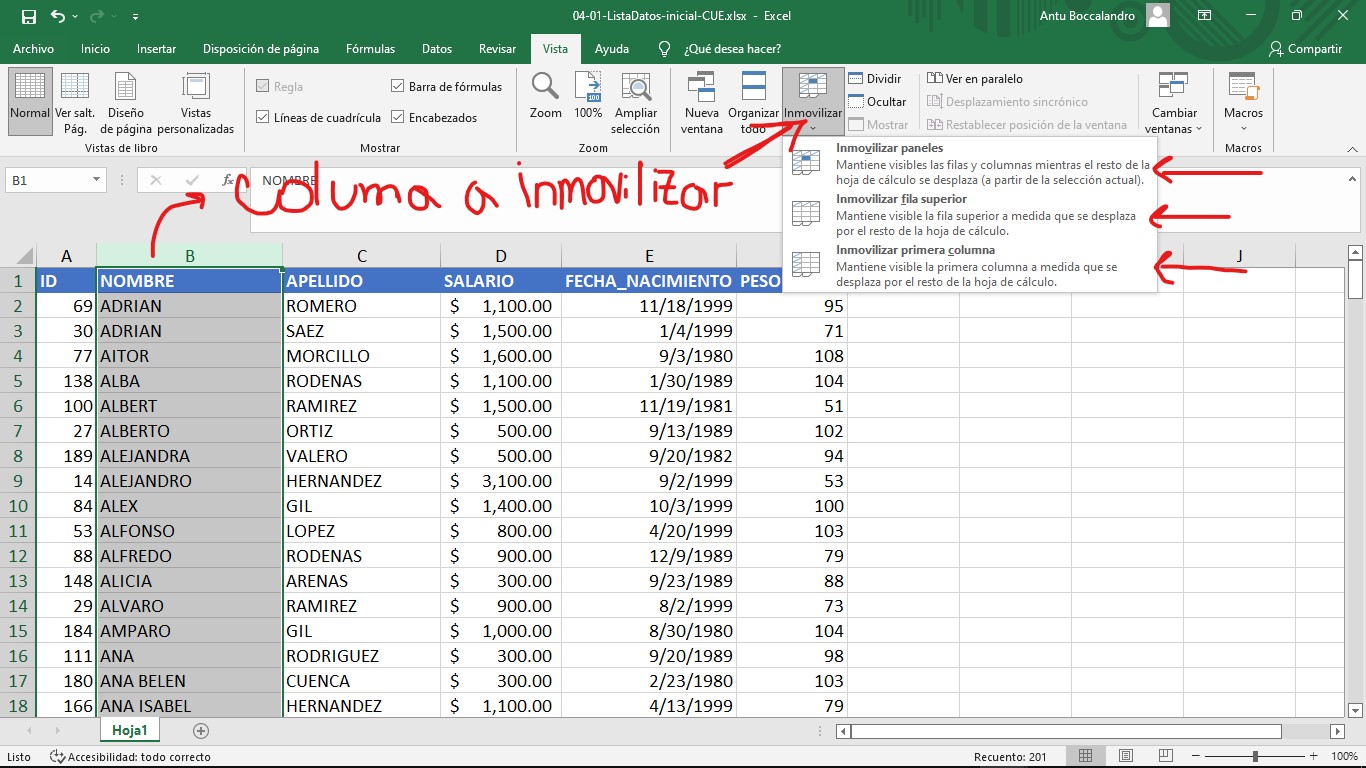 04-01-ListaDatos-inicial-CUE.xlsx - Excel
Antu Boccalandro
Archivo Inicio Insertar Disposición de página Fórmulas Datos Revisar Vista Ayuda ¿Qué desea hacer? Compartir
Normal Ver salt. Pág. Diseño de página Vistas personalizadas
Vistas de libro
Regla Barra de fórmulas
Líneas de cuadrícula Encabezados
Mostrar
Zoom 100% Ampliar selección
100
Zoom
Nueva ventana Organizar todo Inmovilizar
Dividir
Ocultar
Mostrar
Ver en paralelo
Desplazamiento sincrónico
Restablecer posición de la ventana
Cambiar ventanas
Macros
Macros
Inmovilizar paneles
Mantiene visibles las filas y columnas mientras el resto de la
hoja de cálculo se desplaza (a partir de la selección actual).
Inmovilizar fila superior
Mantiene visible la fila superior a medida que se desplaza
por el resto de la hoja de cálculo.
Inmovilizar primera columna
Mantiene visible la primera columna a medida que se
desplaza por el resto de la hoja de cálculo.
B1 fx NOMBRE
Columa a inmovilizar
A B C D E J
1 ID NOMBRE APELLIDO SALARIO FECHA_NACIMIENTO PESO
2 69 ADRIAN ROMERO $ 1,100.00 11/18/1999 95
3 30 ADRIAN SAEZ $ 1,500.00 1/4/1999 71
4 77 AITOR MORCILLO $ 1,600.00 9/3/1980 108
5 138 ALBA RODENAS $ 1,100.00 1/30/1989 104
6 100 ALBERT RAMIREZ $ 1,500.00 11/19/1981 51
7 27 ALBERTO ORTIZ $ 500.00 9/13/1989 102
8 189 ALEJANDRA VALERO $ 500.00 9/20/1982 94
9 14 ALEJANDRO HERNANDEZ $ 3,100.00 9/2/1999 53
10 84 ALEX GIL $ 1,400.00 10/3/1999 100
11 53 ALFONSO LOPEZ $ 800.00 4/20/1999 103
12 88 ALFREDO RODENAS $ 900.00 12/9/1989 79
13 148 ALICIA ARENAS $ 300.00 9/23/1989 88
14 29 ALVARO RAMIREZ $ 900.00 8/2/1999 73
15 184 AMPARO GIL $ 1,000.00 8/30/1980 104
16 111 ANA RODRIGUEZ $ 300.00 9/20/1989 98
17 180 ANA BELEN CUENCA $ 300.00 2/23/1980 103
18 166 ANA ISABEL HERNANDEZ $ 1,100.00 4/13/1999 79
Hoja1
Listo Accesibilidad: todo correcto Recuento: 201 100%